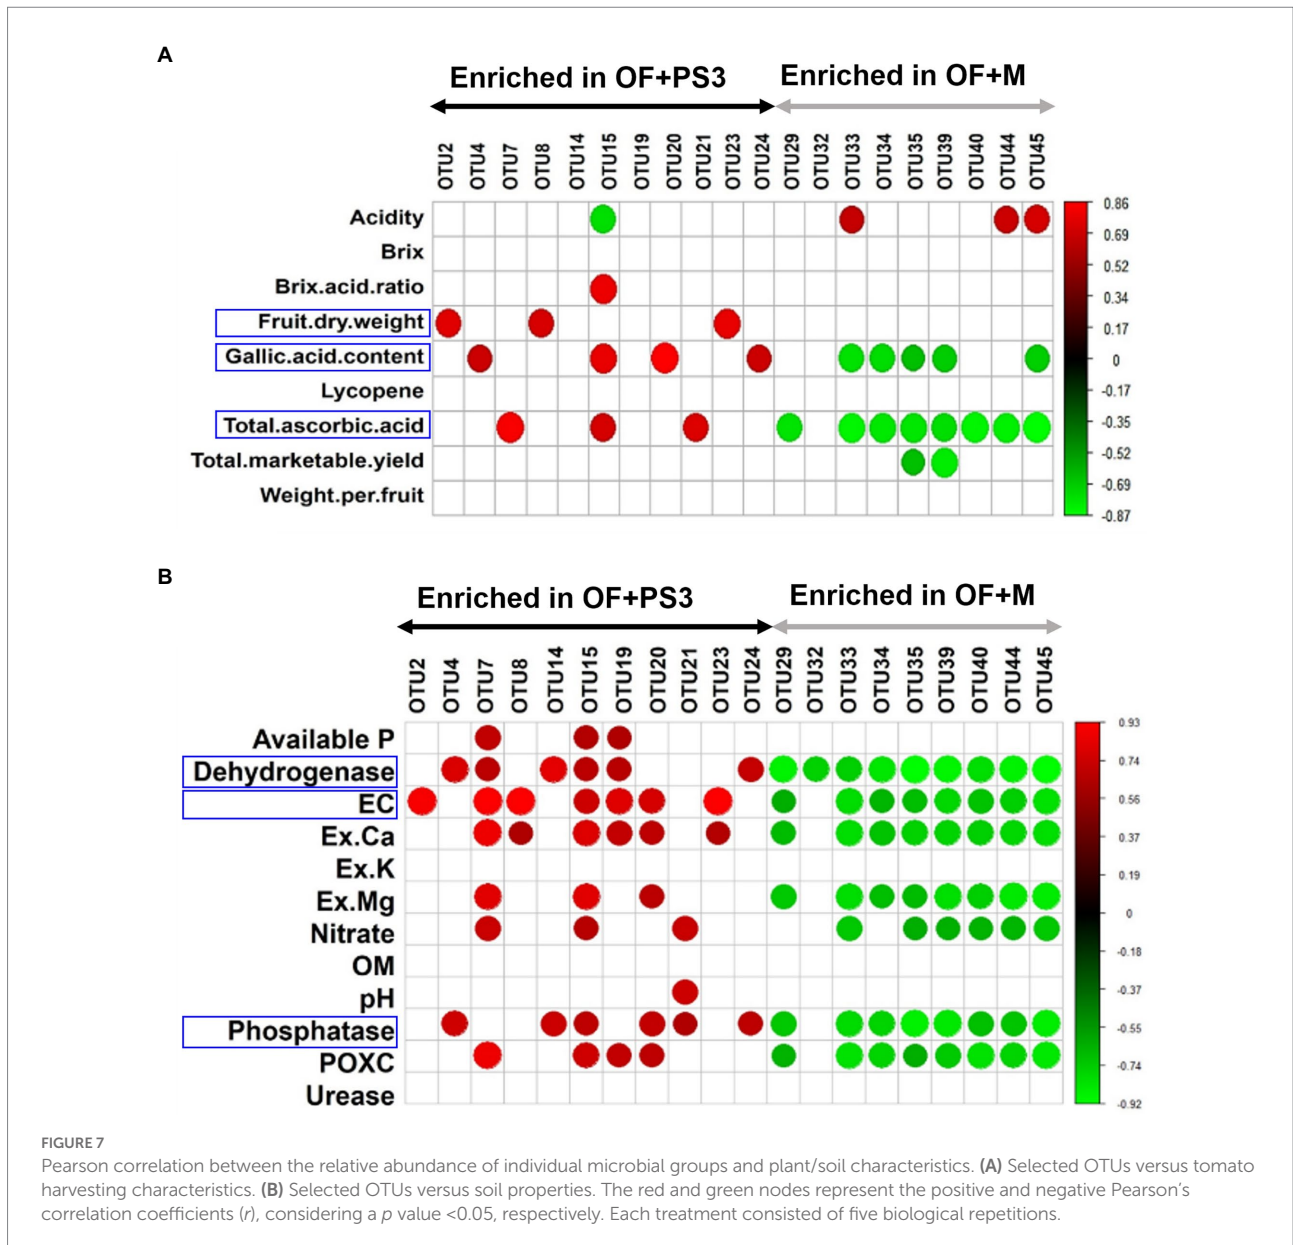 A
Enriched in OF+PS3 Enriched in OF+M
OTU2 OTU4 OTU7 OTU8 OTU14 OTU15 OTU19 OTU20 OTU21 OTU23 OTU24 OTU29 OTU32 OTU33 OTU34 OTU35 OTU39 OTU40 OTU44 OTU45
Acidity
Brix
Brix.acid.ratio
Fruit.dry.weight
Gallic.acid.content
Lycopene
Total.ascorbic.acid
Total.marketable.yield
Weight.per.fruit
0.86
0.69
0.52
0.34
0.17
0
-0.17
-0.35
-0.52
-0.69
-0.87
B
Enriched in OF+PS3 Enriched in OF+M
OTU2 OTU4 OTU7 OTU8 OTU14 OTU15 OTU19 OTU20 OTU21 OTU23 OTU24 OTU29 OTU32 OTU33 OTU34 OTU35 OTU39 OTU40 OTU44 OTU45
Available P
Dehydrogenase
EC
Ex.Ca
Ex.K
Ex.Mg
Nitrate
OM
pH
Phosphatase
POXC
Urease
0.93
0.74
0.56
0.37
0.19
0
-0.18
-0.37
-0.55
-0.74
-0.92
FIGURE 7
Pearson correlation between the relative abundance of individual microbial groups and plant/soil characteristics. (A) Selected OTUs versus tomato
harvesting characteristics. (B) Selected OTUs versus soil properties. The red and green nodes represent the positive and negative Pearson's
correlation coefficients (r), considering a p value <0.05, respectively. Each treatment consisted of five biological repetitions.